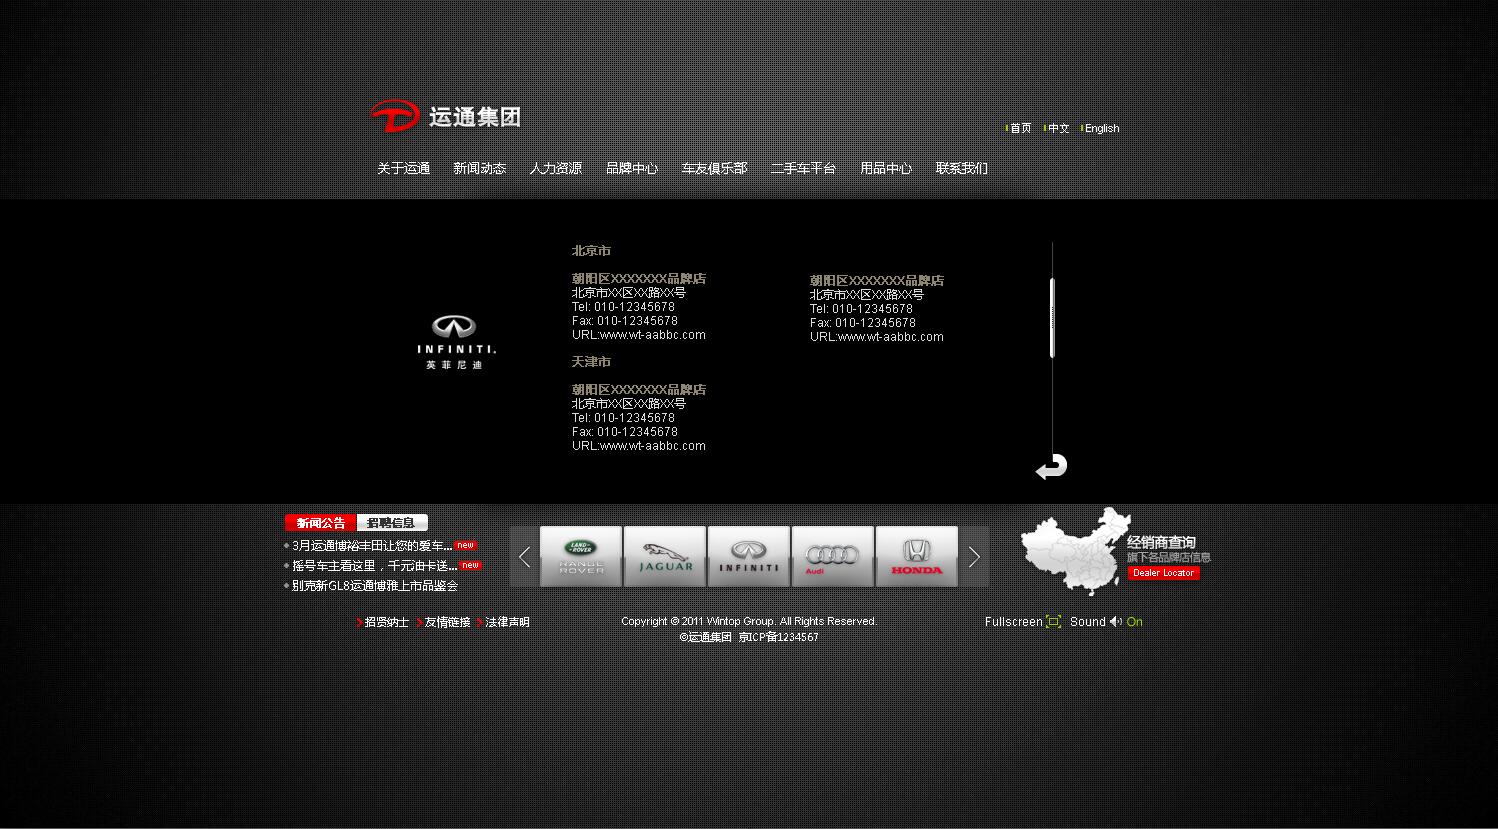 运通集团
首页 中文 English
关于运通 新闻动态 人力资源 品牌中心 车友俱乐部 二手车平台 用品中心 联系我们
北京市
朝阳区XXXXXXX品牌店
北京市XX区XX路XX号
Tel: 010-12345678
Fax: 010-12345678
URL:www.wt-aabbc.com
朝阳区XXXXXXX品牌店
北京市XX区XX路XX号
Tel: 010-12345678
Fax: 010-12345678
URL:www.wt-aabbc.com
INFINITI.
英菲尼迪
天津市
朝阳区XXXXXXX品牌店
北京市XX区XX路XX号
Tel: 010-12345678
Fax: 010-12345678
URL:www.wt-aabbc.com
新闻公告 招聘信息
3月运通博裕丰田让您的爱车... new
摇号车主看这里，千元油卡送... new
别克新GL8运通博雅上市品鉴会
LAND-ROVER
RANGE ROVER
JAGUAR
INFINITI
Audi
HONDA
经销商查询
旗下各品牌店信息
Dealer Locator
招贤纳士 友情链接 法律声明
Copyright © 2011 Wintop Group. All Rights Reserved.
©运通集团 京ICP备1234567
Fullscreen Sound On